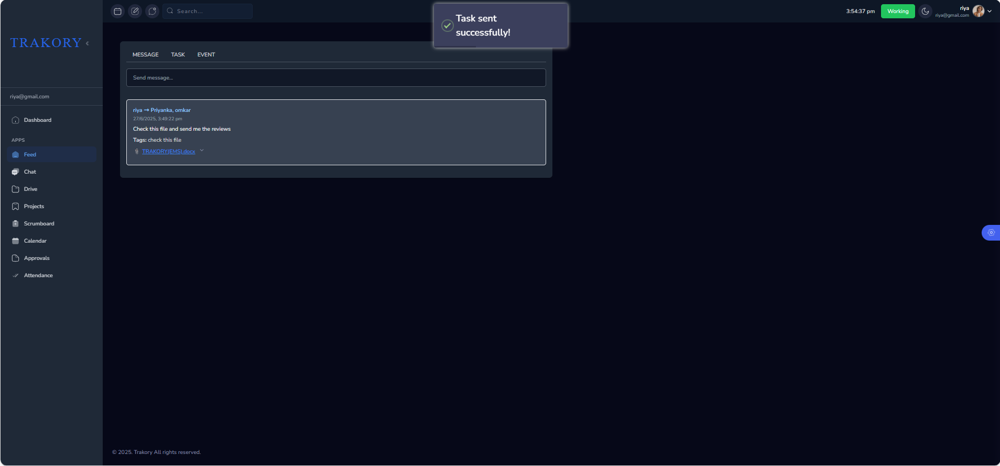 Search...
Task sent
successfully!
3:54:37 pm
Working
riya
riya@gmail.com
TRAKORY
riya@gmail.com
Dashboard
APPS
Feed
Chat
Drive
Projects
Scrumboard
Calendar
Approvals
Attendance
MESSAGE TASK EVENT
Send message...
riya → Priyanka, omkar
27/6/2025, 3:49:22 pm
Check this file and send me the reviews
Tags: check this file
TRAKORY(EMS).docx
© 2025. Trakory All rights reserved.